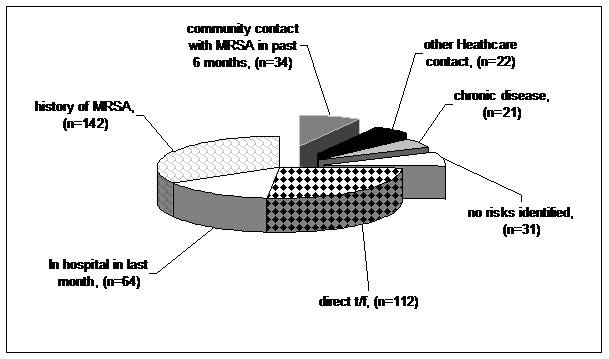 community contact
with MRSA in past
6 months, (n=34)
other Heathcare
contact, (n=22)
chronic disease,
(n=21)
no risks identified,
(n=31)
direct t/f, (n=112)
In hospital in last
month, (n=64)
history of MRSA,
(n=142)